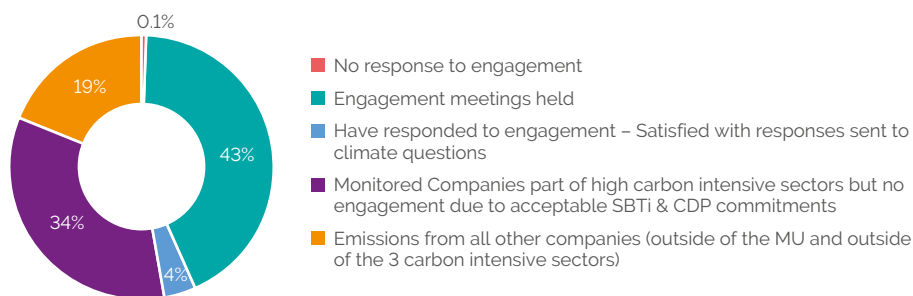 0.1%
19%
43%
34%
4%
No response to engagement
Engagement meetings held
Have responded to engagement – Satisfied with responses sent to
climate questions
Monitored Companies part of high carbon intensive sectors but no
engagement due to acceptable SBTi & CDP commitments
Emissions from all other companies (outside of the MU and outside
of the 3 carbon intensive sectors)